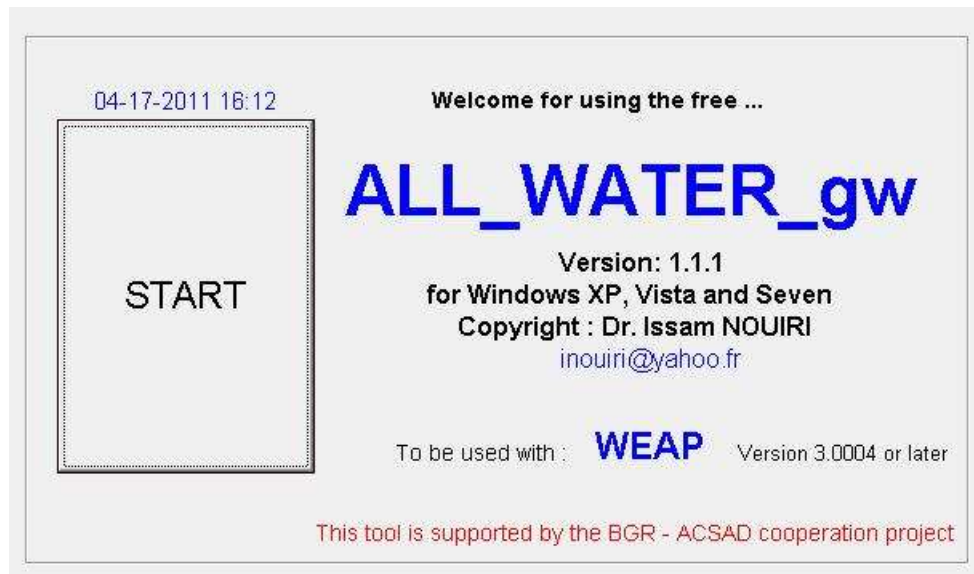 04-17-2011 16:12
Welcome for using the free ...
START
ALL_WATER_gw
Version: 1.1.1
for Windows XP, Vista and Seven
Copyright : Dr. Issam NOUIRI
inouiri@yahoo.fr
To be used with : WEAP Version 3.0004 or later
This tool is supported by the BGR - ACSAD cooperation project